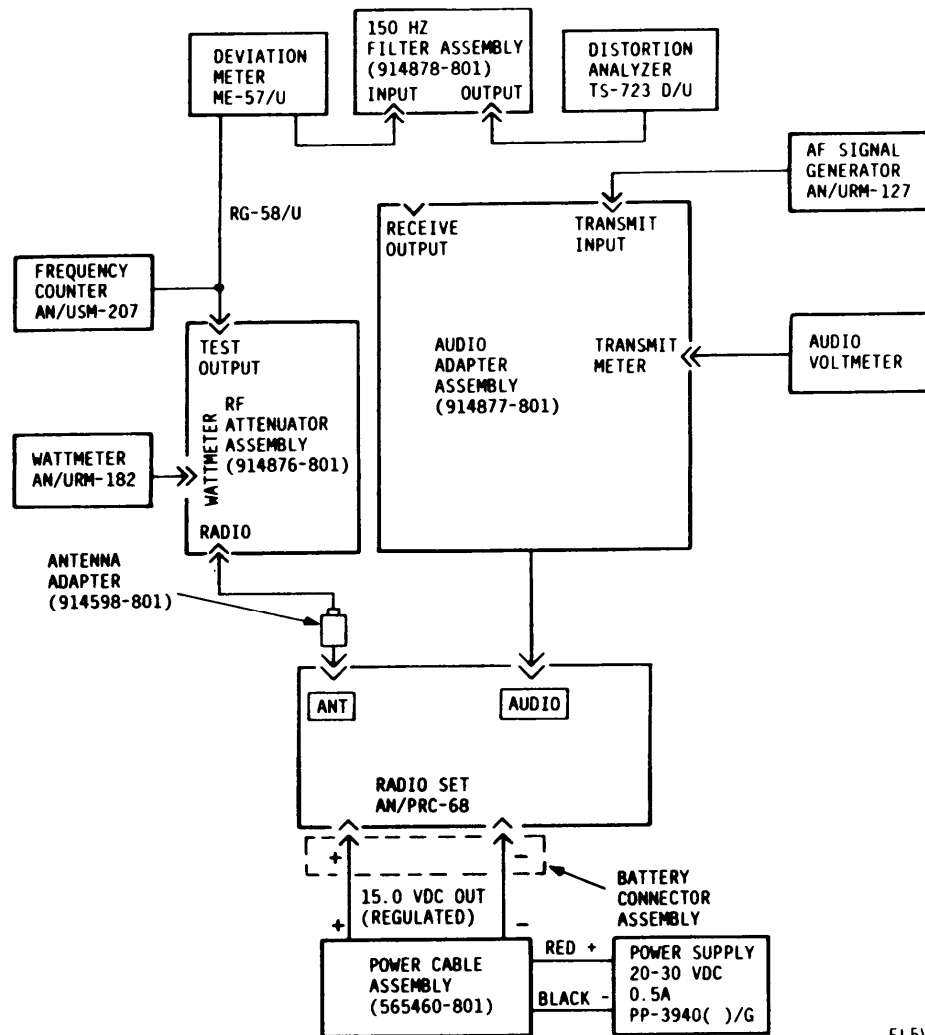 DEVIATION
METER
ME-57/U
150 HZ
FILTER ASSEMBLY
(914878-801)
INPUT OUTPUT
DISTORTION
ANALYZER
TS-723 D/U
AF SIGNAL
GENERATOR
AN/URM-127
RG-58/U
RECEIVE
OUTPUT
TRANSMIT
INPUT
FREQUENCY
COUNTER
AN/USM-207
TEST
OUTPUT
AUDIO
ADAPTER
ASSEMBLY
(914877-801)
TRANSMIT
METER
AUDIO
VOLTMETER
RF
ATTENUATOR
ASSEMBLY
(914876-801)
WATTMETER
WATTMETER
AN/URM-182
RADIO
ANTENNA
ADAPTER
(914598-801)
ANT
AUDIO
RADIO SET
AN/PRC-68
+ -
BATTERY
CONNECTOR
ASSEMBLY
15.0 VDC OUT
(REGULATED)
+ -
POWER CABLE
ASSEMBLY
(565460-801)
RED +
BLACK -
POWER SUPPLY
20-30 VDC
0.5A
PP-3940( )/G